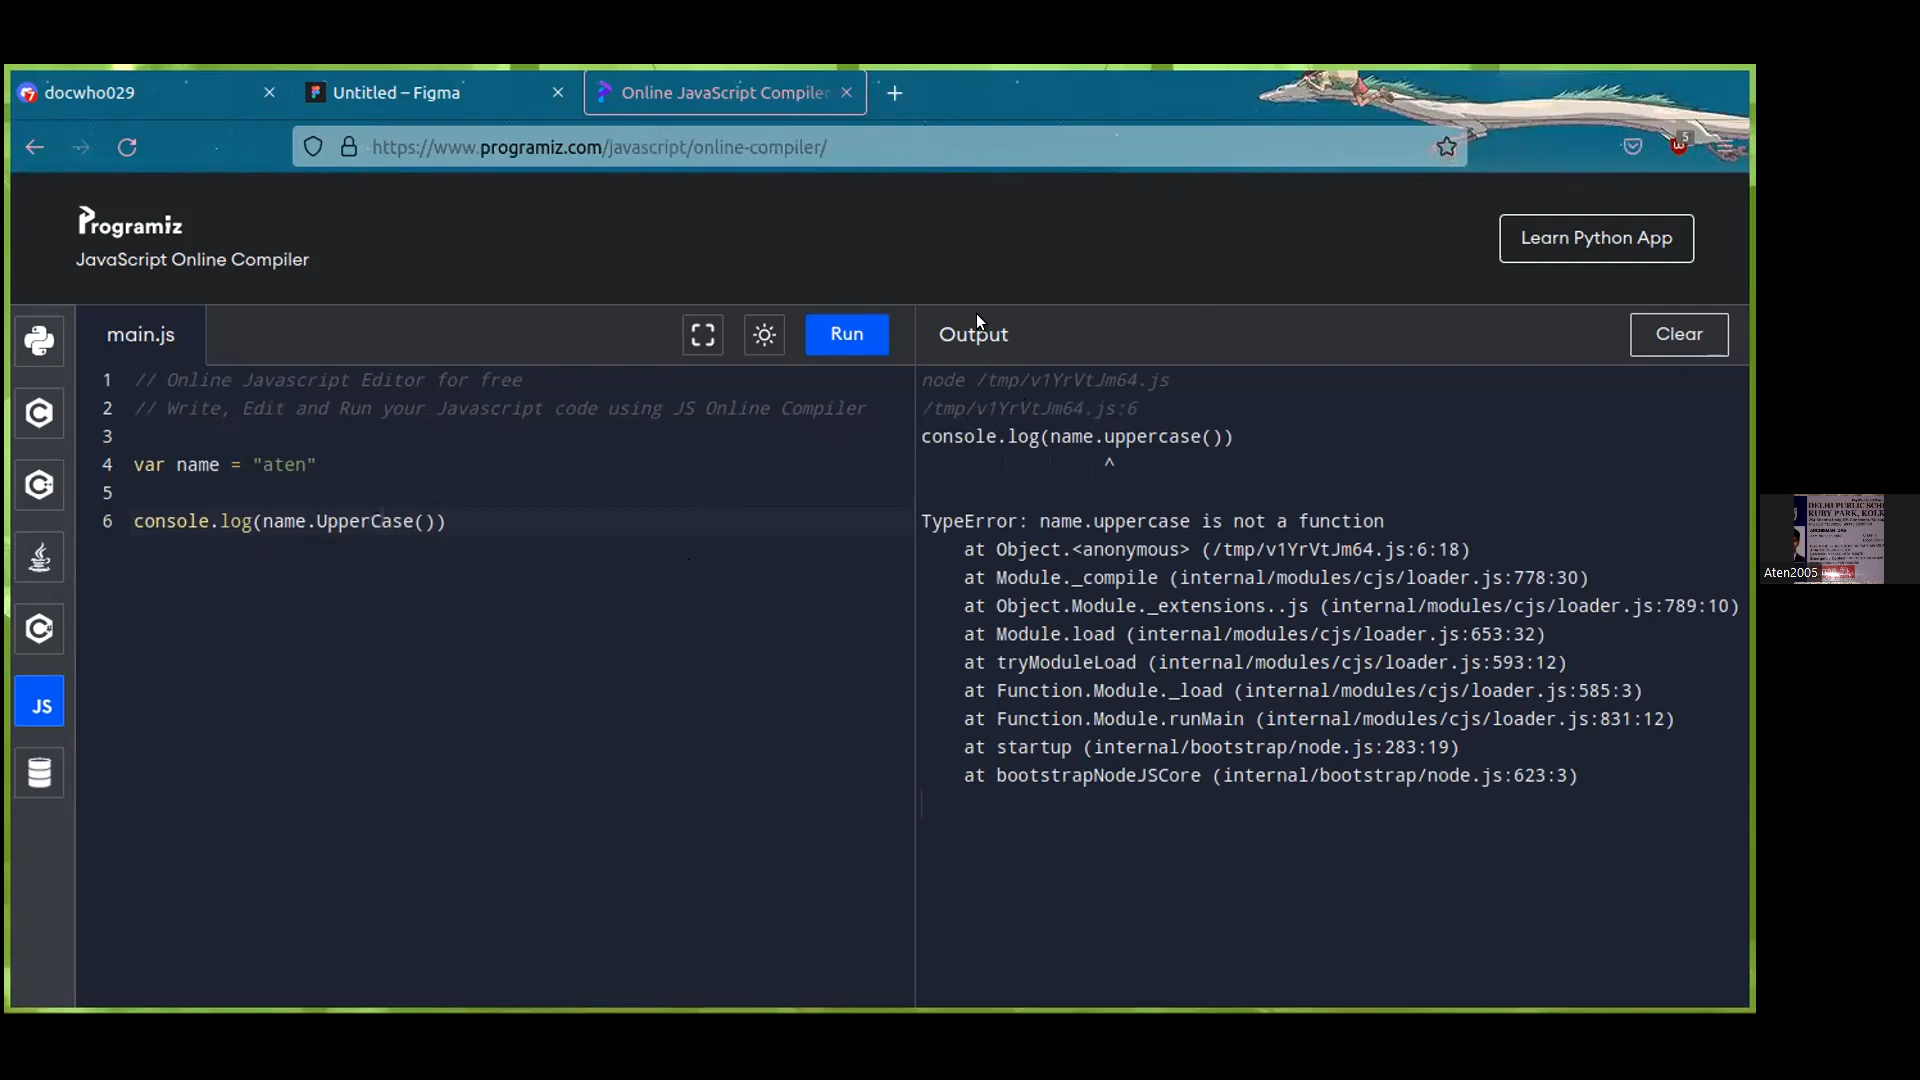 docwho029
Untitled – Figma
Online JavaScript Compiler
https://www.programiz.com/javascript/online-compiler/
5
Programiz
JavaScript Online Compiler
Learn Python App
main.js
Run
Output
Clear
1 // Online Javascript Editor for free
2 // Write, Edit and Run your Javascript code using JS Online Compiler
3
4 var name = "aten"
5
6 console.log(name.UpperCase())
JS
node /tmp/v1YrVtJm64.js
/tmp/v1YrVtJm64.js:6
console.log(name.uppercase())
^
TypeError: name.uppercase is not a function
at Object.<anonymous> (/tmp/v1YrVtJm64.js:6:18)
at Module._compile (internal/modules/cjs/loader.js:778:30)
at Object.Module._extensions..js (internal/modules/cjs/loader.js:789:10)
at Module.load (internal/modules/cjs/loader.js:653:32)
at tryModuleLoad (internal/modules/cjs/loader.js:593:12)
at Function.Module._load (internal/modules/cjs/loader.js:585:3)
at Function.Module.runMain (internal/modules/cjs/loader.js:831:12)
at startup (internal/bootstrap/node.js:283:19)
at bootstrapNodeJSCore (internal/bootstrap/node.js:623:3)
DELHI PUBLIC
RUBY PARK,
Aten2005